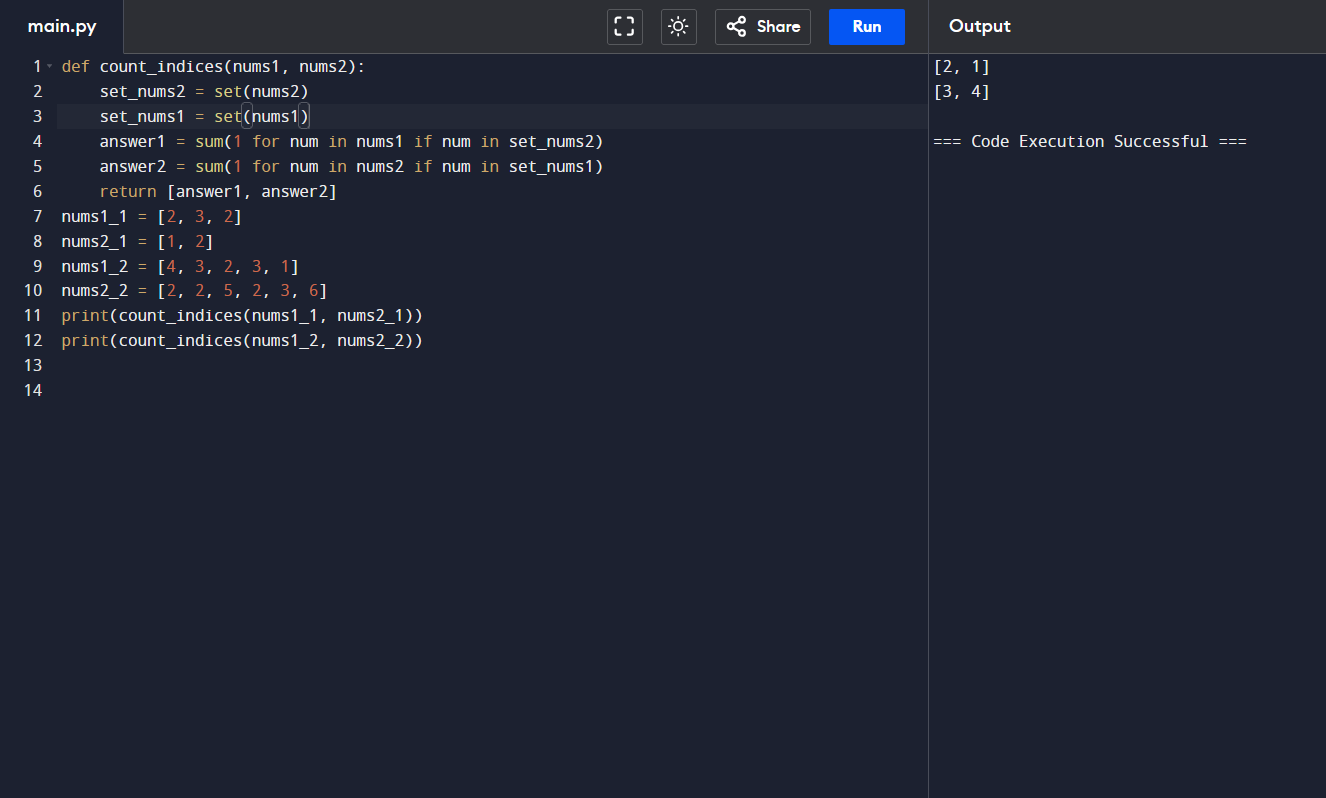 main.py Share Run Output
1 def count_indices(nums1, nums2):
2     set_nums2 = set(nums2)
3     set_nums1 = set(nums1)
4     answer1 = sum(1 for num in nums1 if num in set_nums2)
5     answer2 = sum(1 for num in nums2 if num in set_nums1)
6     return [answer1, answer2]
7 nums1_1 = [2, 3, 2]
8 nums2_1 = [1, 2]
9 nums1_2 = [4, 3, 2, 3, 1]
10 nums2_2 = [2, 2, 5, 2, 3, 6]
11 print(count_indices(nums1_1, nums2_1))
12 print(count_indices(nums1_2, nums2_2))
13
14
[2, 1]
[3, 4]
=== Code Execution Successful ===